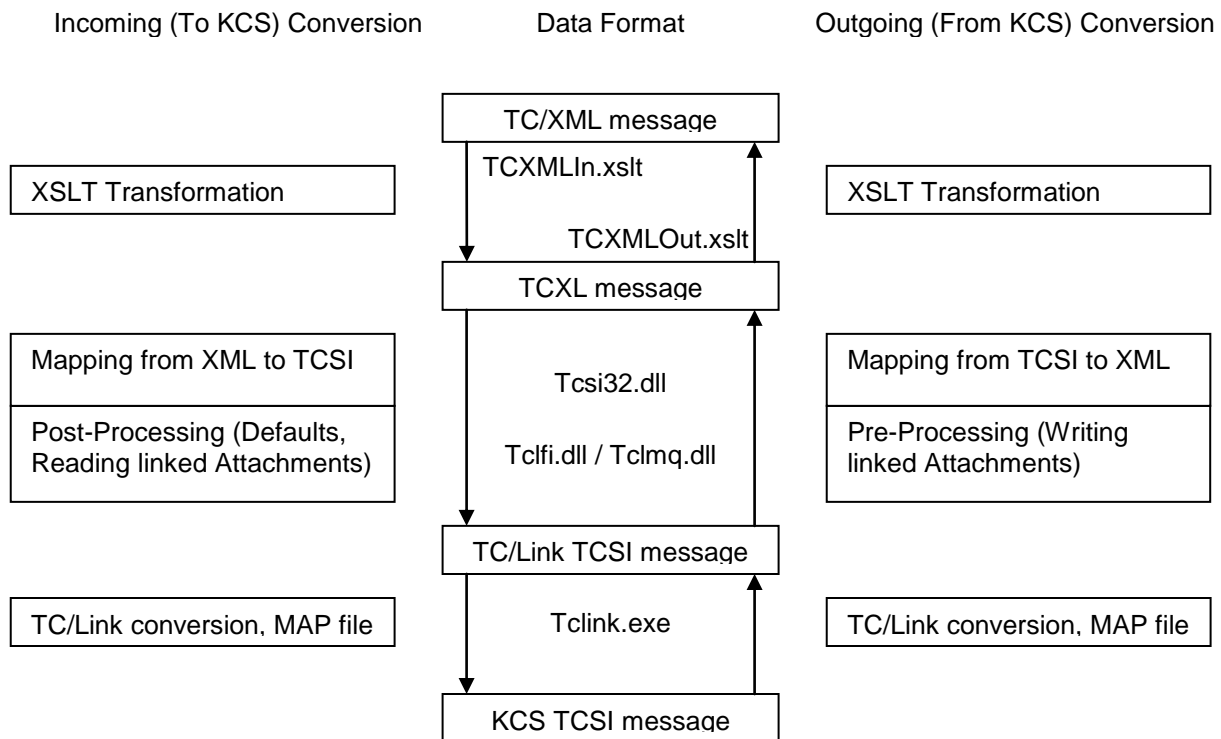 Incoming (To KCS) Conversion
Data Format
Outgoing (From KCS) Conversion
TC/XML message
TCXMLIn.xslt
XSLT Transformation
XSLT Transformation
TCXMLOut.xslt
TCXL message
Mapping from XML to TCSI
Tcsi32.dll
Mapping from TCSI to XML
Post-Processing (Defaults,
Reading linked Attachments)
Tclfi.dll / Tclmq.dll
Pre-Processing (Writing
linked Attachments)
TC/Link TCSI message
TC/Link conversion, MAP file
Tclink.exe
TC/Link conversion, MAP file
KCS TCSI message